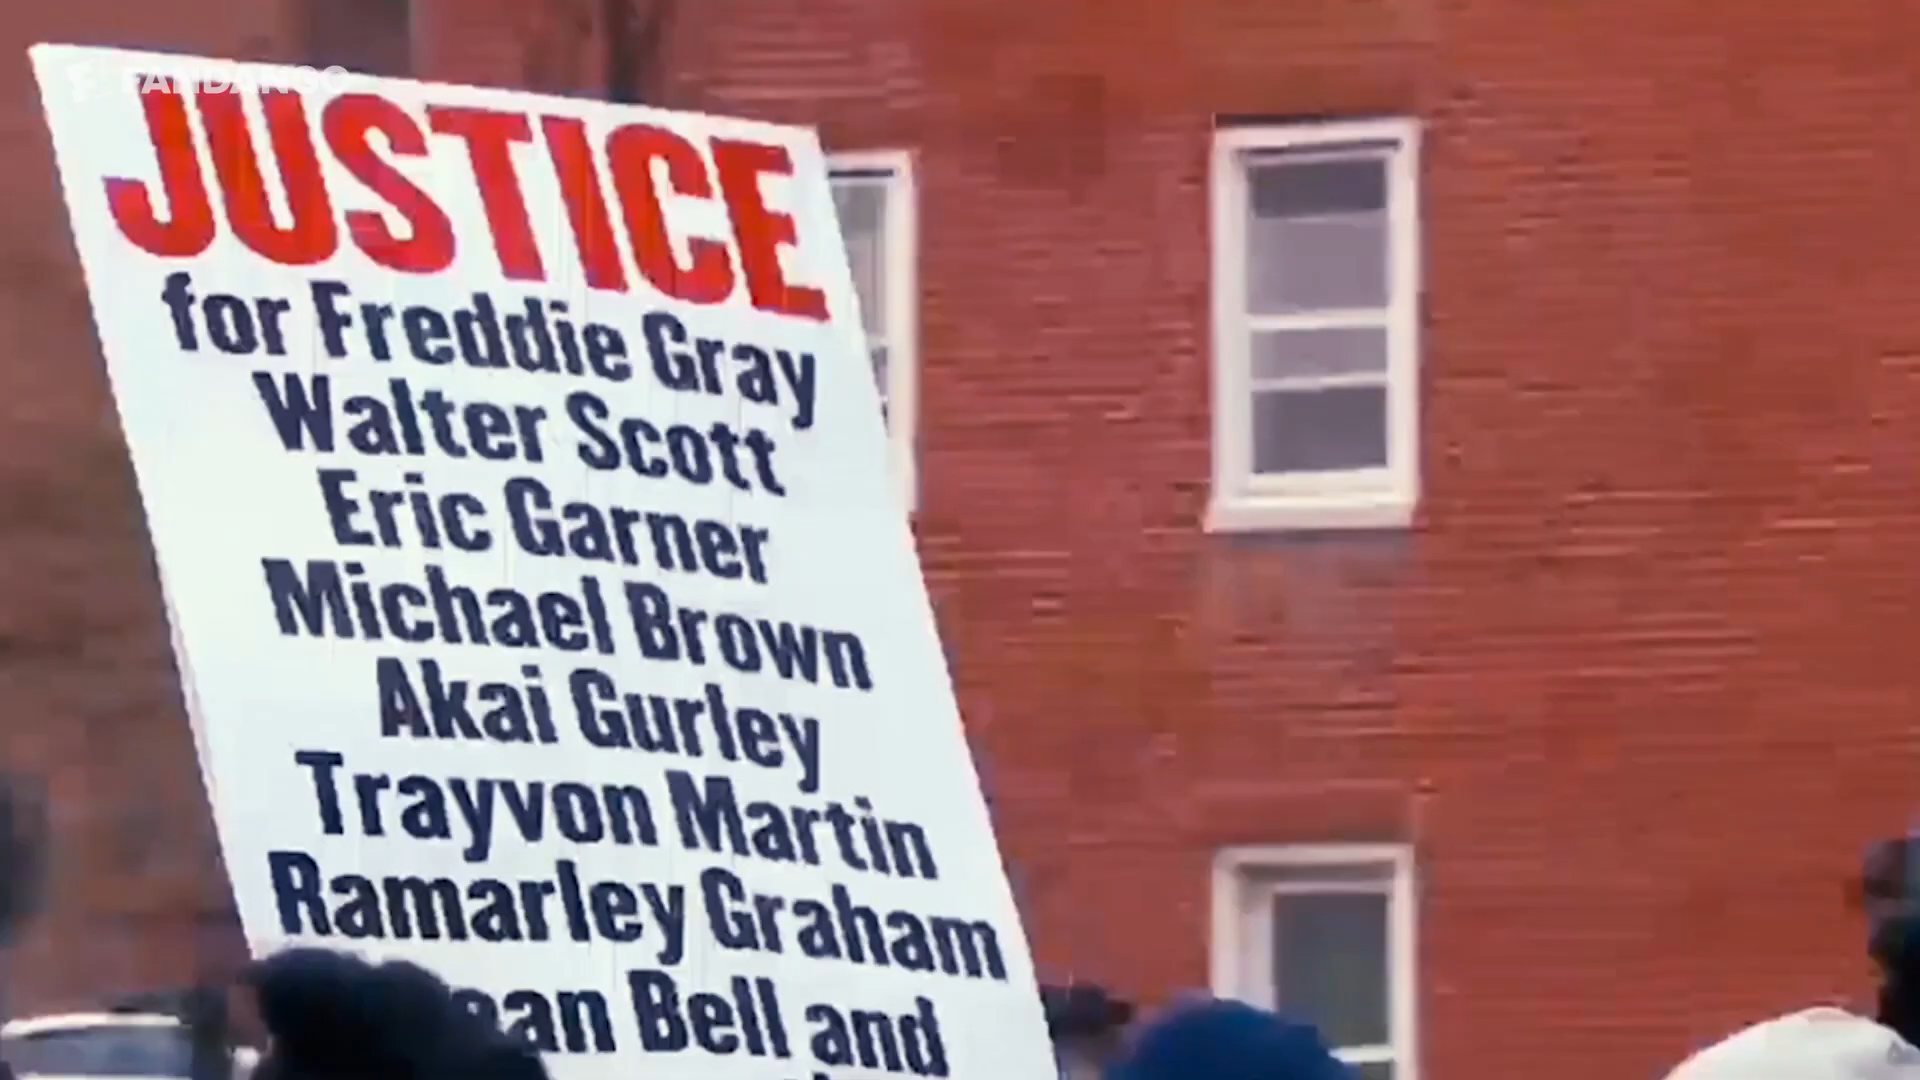 FANDANGO
JUSTICE
for Freddie Gray
Walter Scott
Eric Garner
Michael Brown
Akai Gurley
Trayvon Martin
Ramarley Graham
Bell and